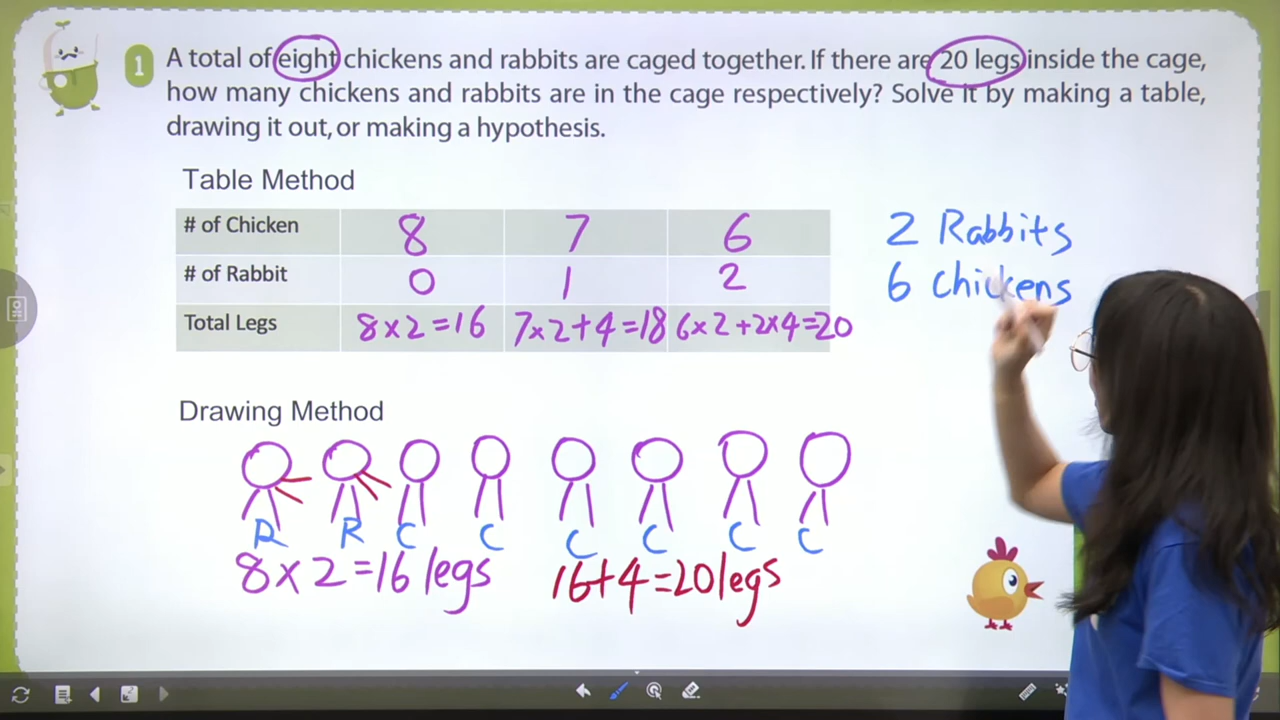 1
A total of eight chickens and rabbits are caged together. If there are 20 legs inside the cage,
how many chickens and rabbits are in the cage respectively? Solve it by making a table,
drawing it out, or making a hypothesis.
Table Method
# of Chicken 8 7 6
# of Rabbit 0 1 2
Total Legs 8×2=16 7×2+4=18 6×2+2×4=20
2 Rabbits
6 Chickens
Drawing Method
R R C C C C C C
8×2=16 legs 16+4=20legs